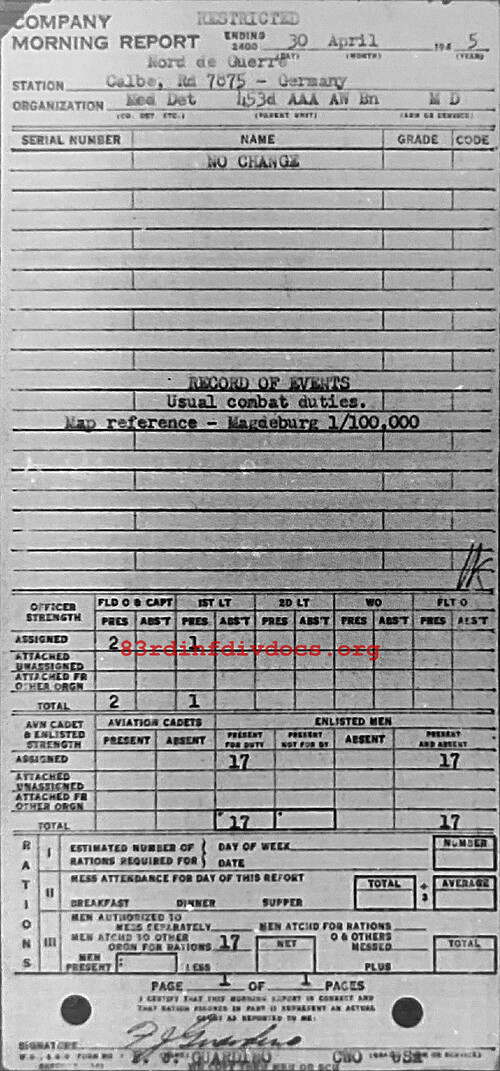 COMPANY RESTRICTED
MORNING REPORT ENDING 2400 30 April 1945
(DAY) (MONTH) (YEAR)
Nord de Guerre
STATION Calbe, Rd 7075 - Germany
ORGANIZATION Med Det 453d AAA AW Bn M D
(CO. DET. ETC.) (PARENT UNIT) (ARM OR SERVICE)
SERIAL NUMBER NAME GRADE CODE
NO CHANGE
RECORD OF EVENTS
Usual combat duties.
Map reference - Magdeburg 1/100,000
OFFICER STRENGTH FLD O & CAPT 1ST LT 2D LT WO FLT O
PRES ABS'T PRES ABS'T PRES ABS'T PRES ABS'T PRES ABS'T
ASSIGNED 2 1
83rdinfdivdocs.org
ATTACHED UNASSIGNED
ATTACHED FR OTHER ORGN
TOTAL 2 1
AVN CADET & ENLISTED STRENGTH AVIATION CADETS ENLISTED MEN
PRESENT ABSENT PRESENT FOR DUTY PRESENT NOT FOR DY ABSENT PRESENT AND ABSENT
ASSIGNED 17 17
ATTACHED UNASSIGNED
ATTACHED FR OTHER ORGN
TOTAL 17 17
RATIONS
I ESTIMATED NUMBER OF RATIONS REQUIRED FOR { DAY OF WEEK DATE NUMBER
II MESS ATTENDANCE FOR DAY OF THIS REPORT TOTAL ÷ 3 AVERAGE
BREAKFAST DINNER SUPPER
III MEN AUTHORIZED TO MESS SEPARATELY MEN ATCHD FOR RATIONS
MEN ATCHD TO OTHER ORGN FOR RATIONS 17 NET O & OTHERS MESSED TOTAL
MEN PRESENT LESS PLUS
PAGE 1 OF 1 PAGES
I CERTIFY THAT THIS MORNING REPORT IS CORRECT AND
THAT RATION FIGURES IN PART II REPRESENT AN ACTUAL
COUNT AS REPORTED TO ME:
SIGNATURE F J Guardino
F. J. GUARDINO CWO USA